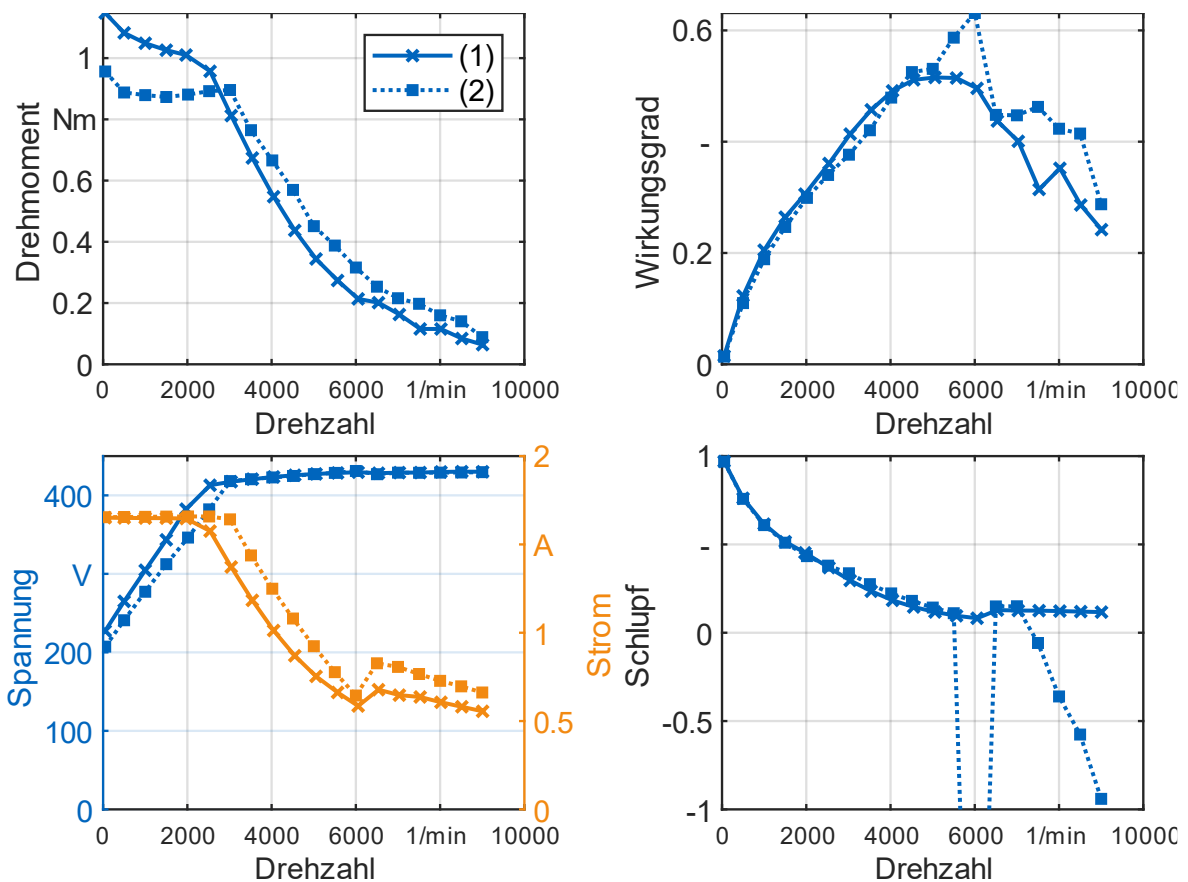 1
Nm
0.6
0.4
0.2
0
Drehmoment
(1)
(2)
0 2000 4000 6000 1/min 10000
Drehzahl
0.6
-
0.2
0
Wirkungsgrad
0 2000 4000 6000 1/min 10000
Drehzahl
400
V
200
100
0
Spannung
2
A
1
0.5
0
Strom
0 2000 4000 6000 1/min 10000
Drehzahl
1
-
0
-0.5
-1
Schlupf
0 2000 4000 6000 1/min 10000
Drehzahl